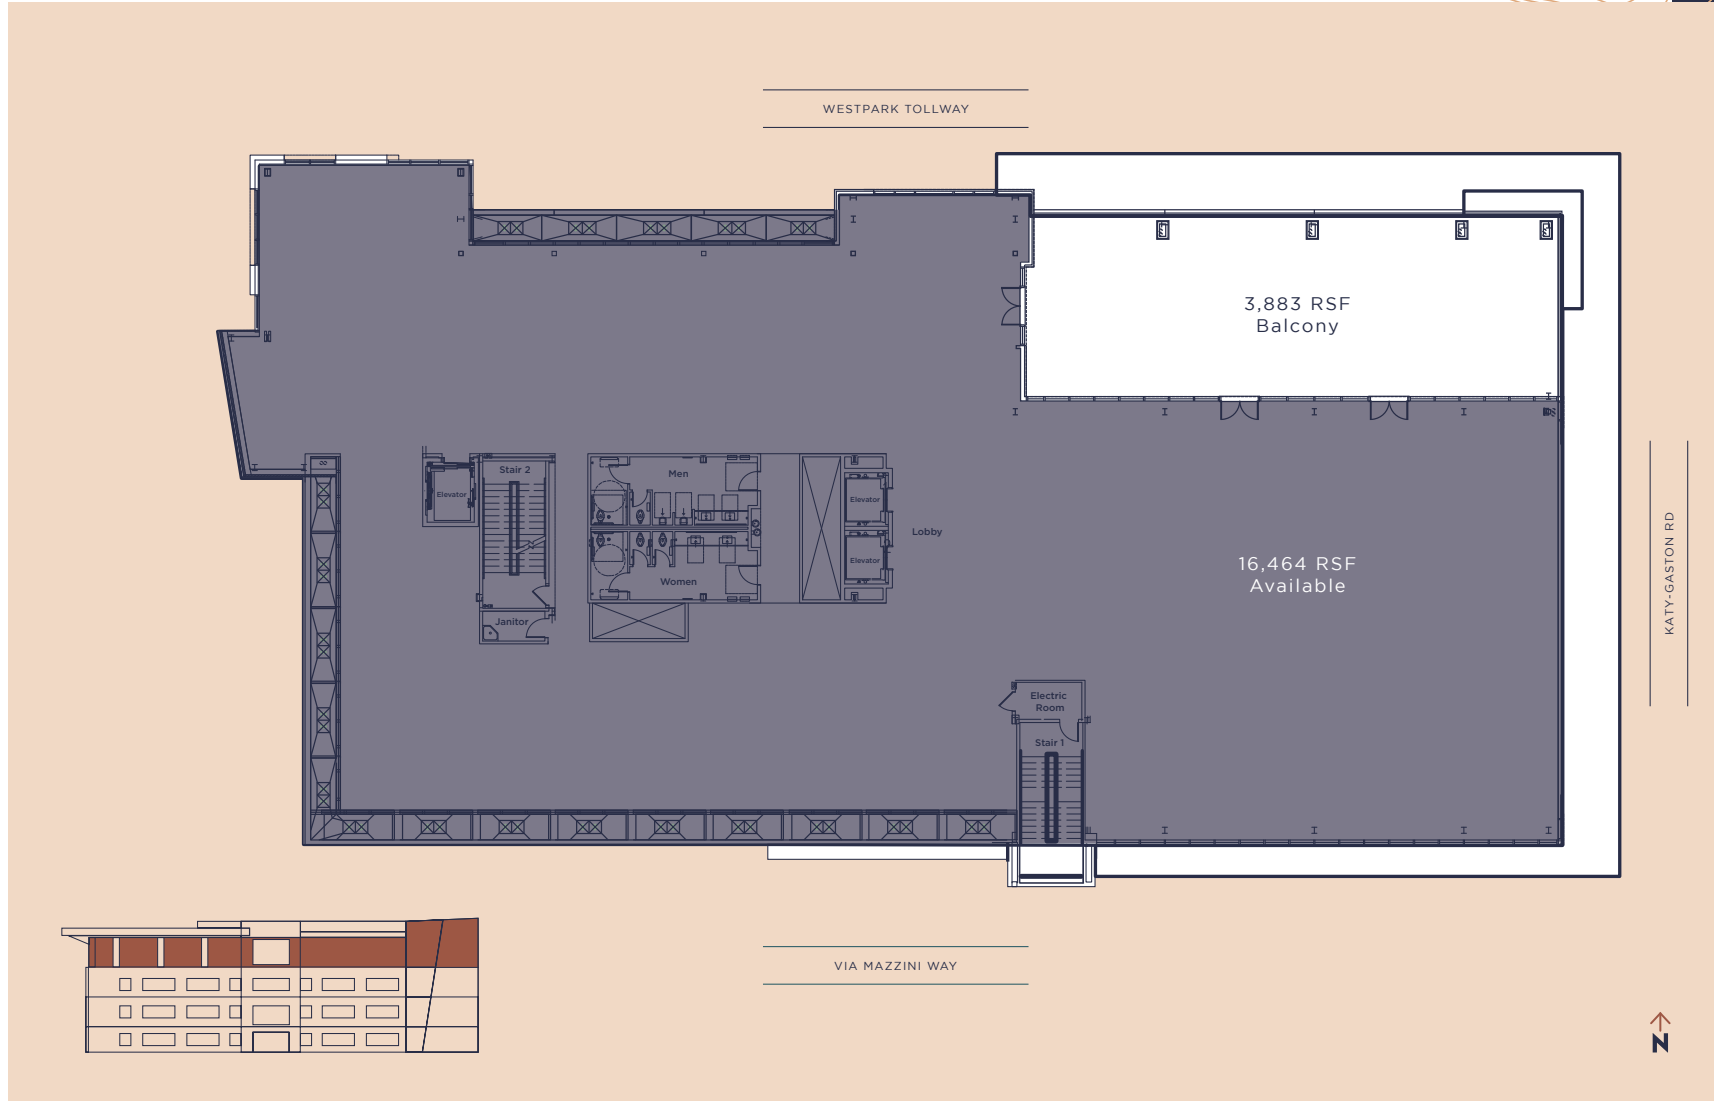 WESTPARK TOLLWAY
3,883 RSF
Balcony
Stair 2
Men
Elevator
Elevator
Lobby
Elevator
Women
16,464 RSF
Available
KATY-GASTON RD
Janitor
Electric
Room
Stair 1
VIA MAZZINI WAY
N